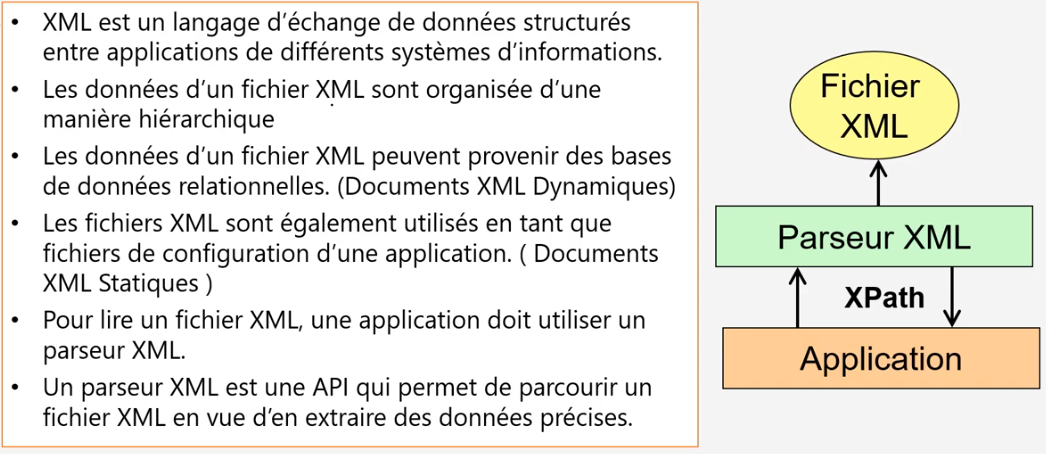 • XML est un langage d’échange de données structurés
entre applications de différents systèmes d’informations.
• Les données d’un fichier XML sont organisée d’une
manière hiérarchique
• Les données d’un fichier XML peuvent provenir des bases
de données relationnelles. (Documents XML Dynamiques)
• Les fichiers XML sont également utilisés en tant que
fichiers de configuration d’une application. ( Documents
XML Statiques )
• Pour lire un fichier XML, une application doit utiliser un
parseur XML.
• Un parseur XML est une API qui permet de parcourir un
fichier XML en vue d’en extraire des données précises.
Fichier
XML
Parseur XML
XPath
Application